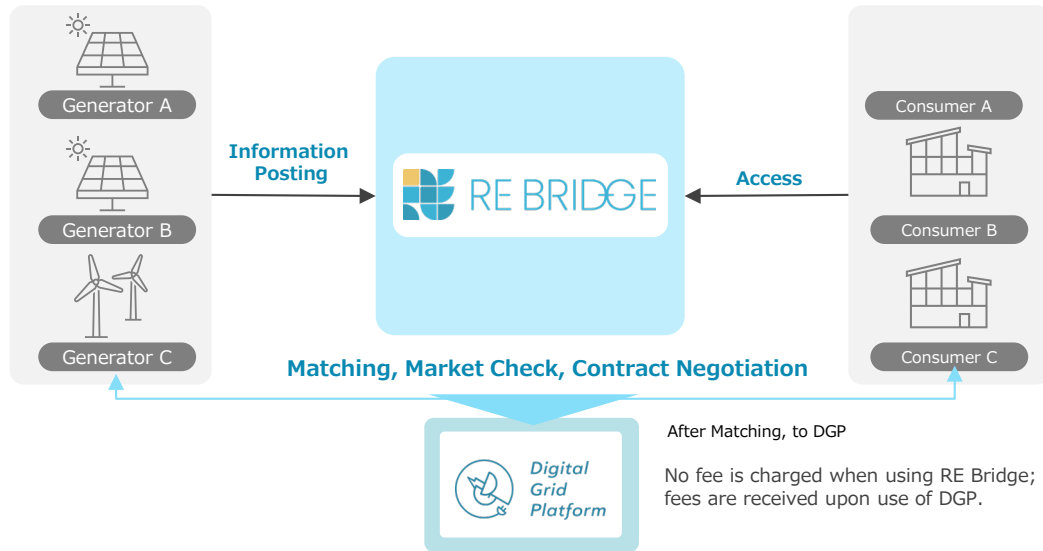 Generator A
Generator B
Generator C
Information
Posting
RE BRIDGE
Access
Consumer A
Consumer B
Consumer C
Matching, Market Check, Contract Negotiation
Digital
Grid
Platform
After Matching, to DGP
No fee is charged when using RE Bridge;
fees are received upon use of DGP.